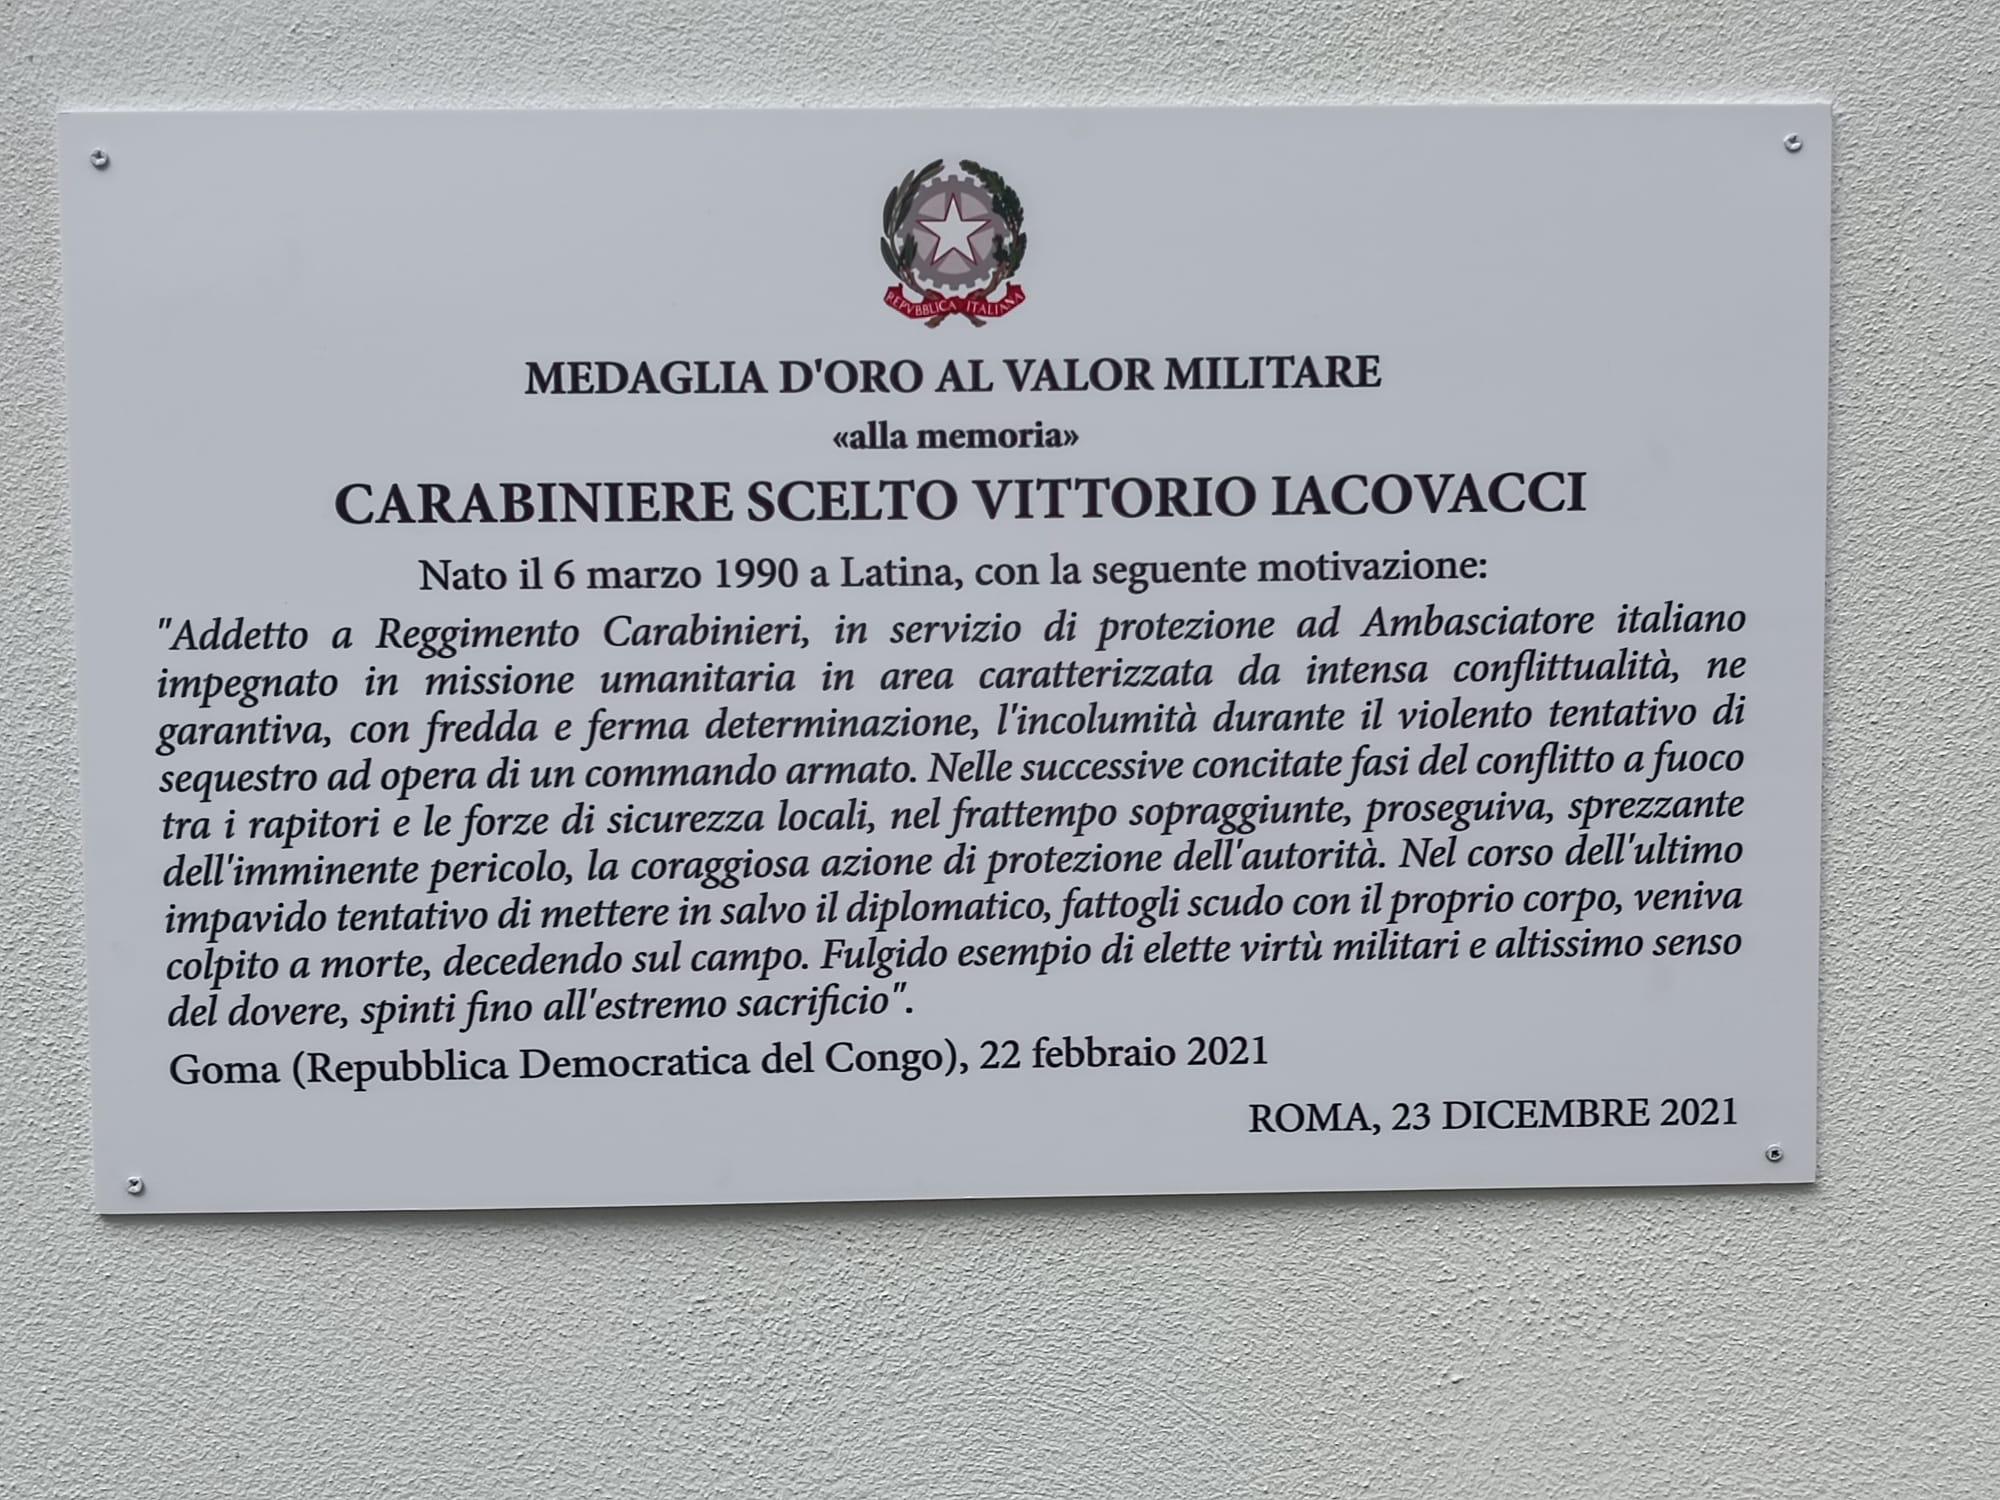 REPVBBLICA ITALIANA
MEDAGLIA D'ORO AL VALOR MILITARE
«alla memoria»
CARABINIERE SCELTO VITTORIO IACOVACCI
Nato il 6 marzo 1990 a Latina, con la seguente motivazione:
"Addetto a Reggimento Carabinieri, in servizio di protezione ad Ambasciatore italiano
impegnato in missione umanitaria in area caratterizzata da intensa conflittualità, ne
garantiva, con fredda e ferma determinazione, l'incolumità durante il violento tentativo di
sequestro ad opera di un commando armato. Nelle successive concitate fasi del conflitto a fuoco
tra i rapitori e le forze di sicurezza locali, nel frattempo sopraggiunte, proseguiva, sprezzante
dell'imminente pericolo, la coraggiosa azione di protezione dell'autorità. Nel corso dell'ultimo
impavido tentativo di mettere in salvo il diplomatico, fattogli scudo con il proprio corpo, veniva
colpito a morte, decedendo sul campo. Fulgido esempio di elette virtù militari e altissimo senso
del dovere, spinti fino all'estremo sacrificio".
Goma (Repubblica Democratica del Congo), 22 febbraio 2021
ROMA, 23 DICEMBRE 2021